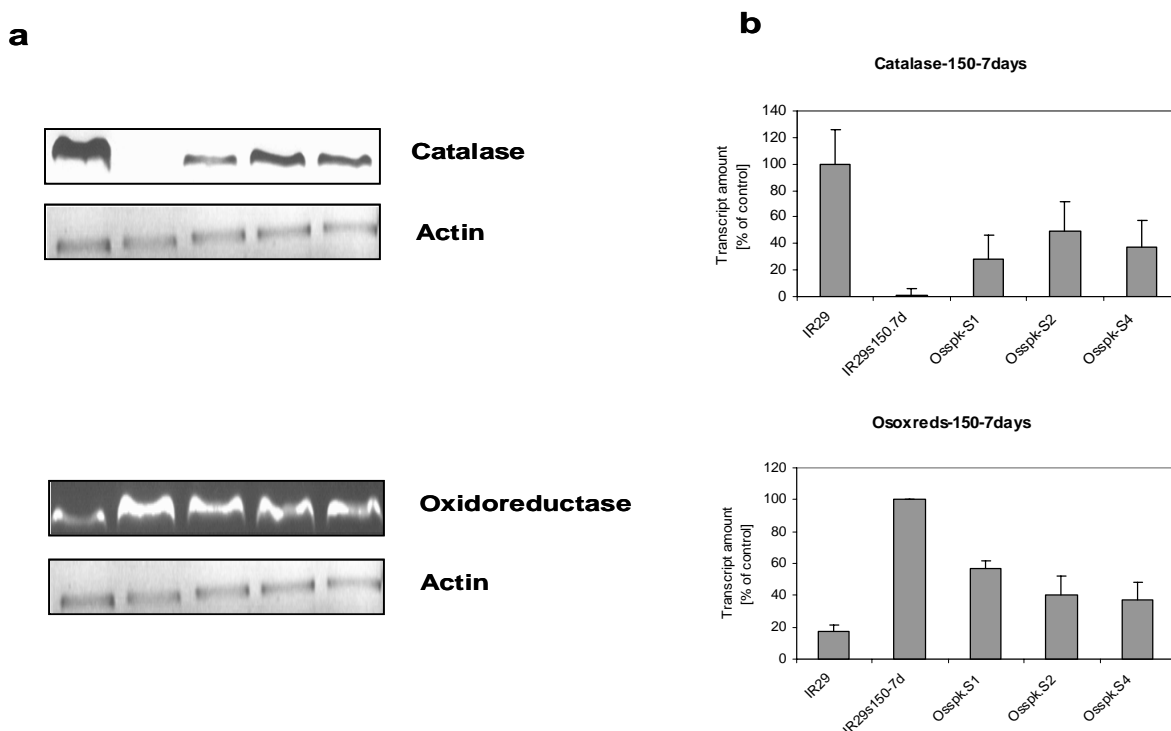 a
Catalase
Actin
Oxidoreductase
Actin
b
Catalase-150-7days
Transcript amount
[% of control]
140
120
100
80
60
40
20
0
IR29
IR29s150.7d
Osspk-S1
Osspk-S2
Osspk-S4
Osoxreds-150-7days
Transcript amount
[% of control]
120
100
80
60
40
20
0
IR29
IR29s150-7d
Osspk.S1
Osspk.S2
Osspk.S4